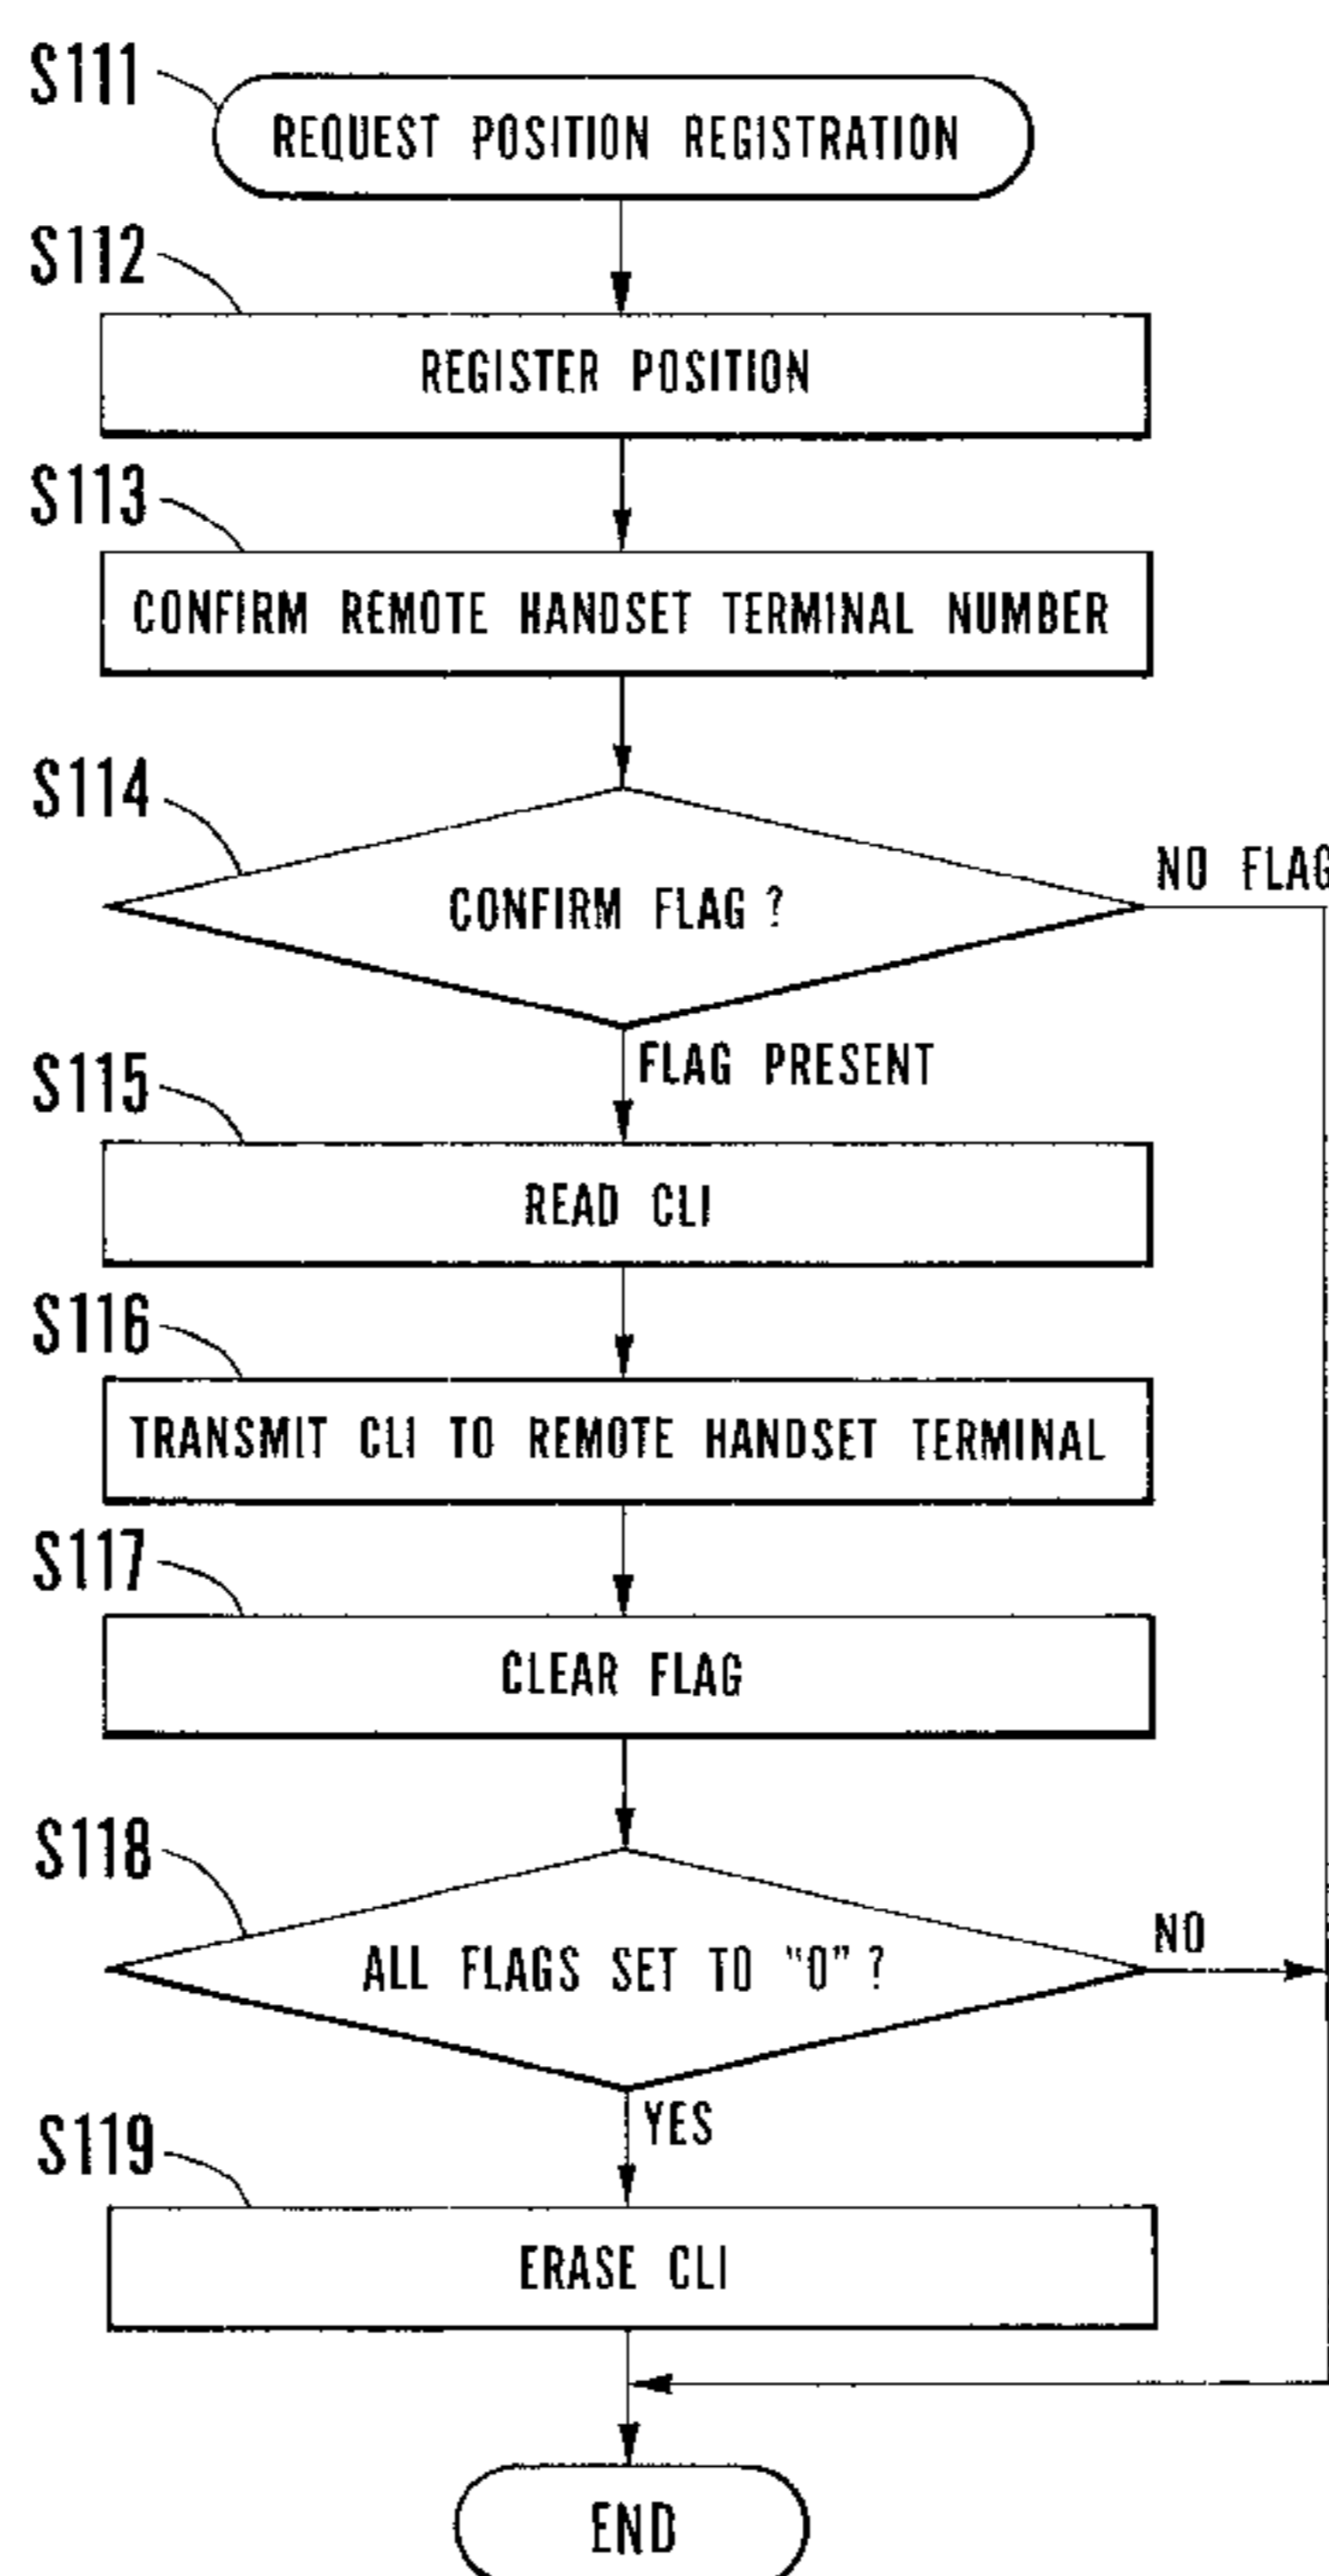 S111
REQUEST POSITION REGISTRATION
S112
REGISTER POSITION
S113
CONFIRM REMOTE HANDSET TERMINAL NUMBER
S114
CONFIRM FLAG ?
NO FLAG
FLAG PRESENT
S115
READ CLI
S116
TRANSMIT CLI TO REMOTE HANDSET TERMINAL
S117
CLEAR FLAG
S118
ALL FLAGS SET TO "0" ?
NO
YES
S119
ERASE CLI
END